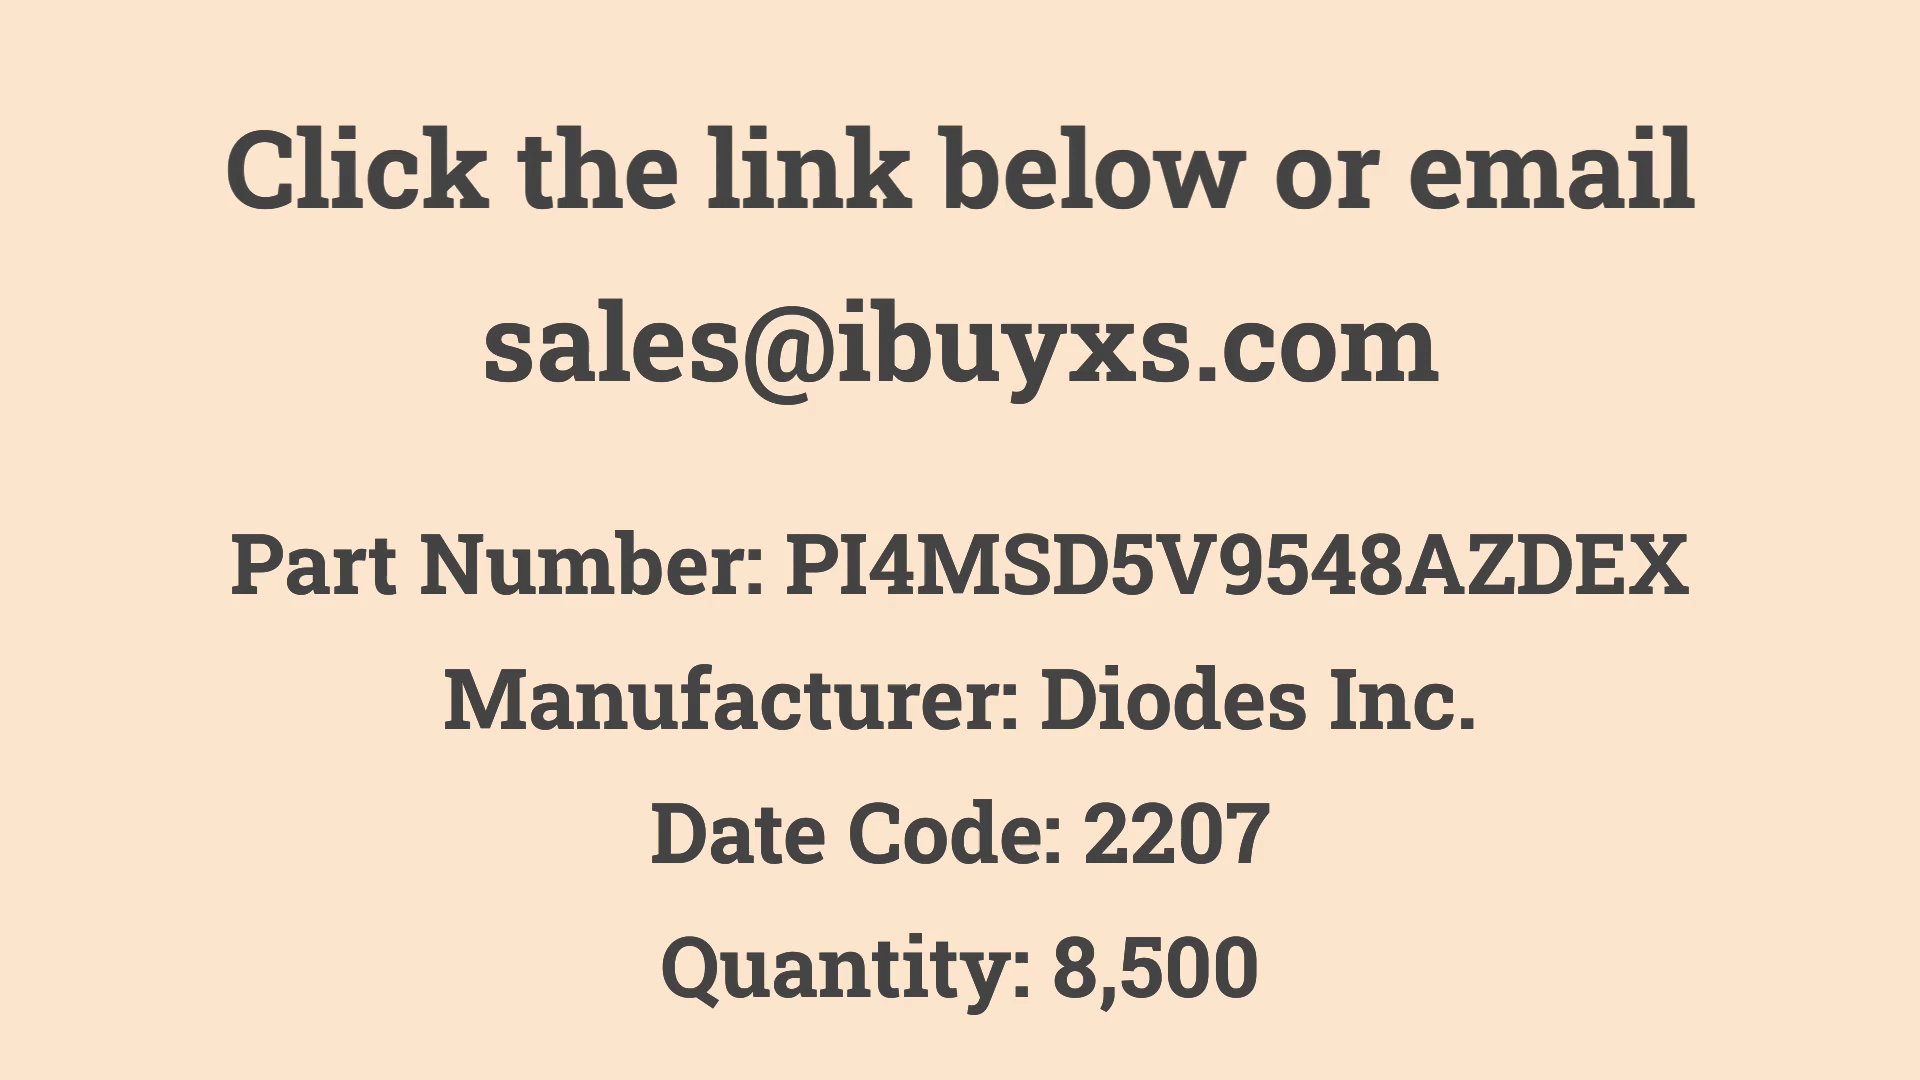 Click the link below or email
sales@ibuyxs.com
Part Number: PI4MSD5V9548AZDEX
Manufacturer: Diodes Inc.
Date Code: 2207
Quantity: 8,500